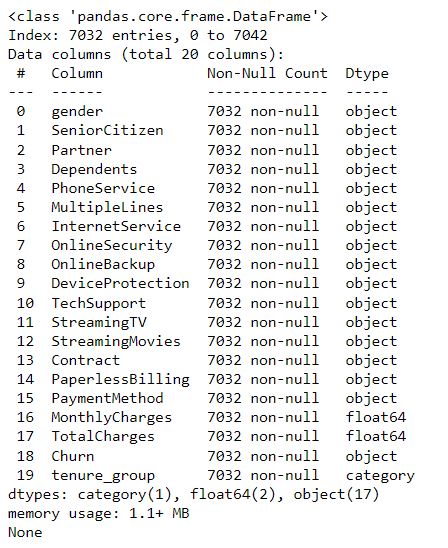 <class 'pandas.core.frame.DataFrame'>
Index: 7032 entries, 0 to 7042
Data columns (total 20 columns):
 #   Column            Non-Null Count  Dtype
---  ------            --------------  -----
 0   gender            7032 non-null   object
 1   SeniorCitizen     7032 non-null   object
 2   Partner           7032 non-null   object
 3   Dependents        7032 non-null   object
 4   PhoneService      7032 non-null   object
 5   MultipleLines     7032 non-null   object
 6   InternetService   7032 non-null   object
 7   OnlineSecurity    7032 non-null   object
 8   OnlineBackup      7032 non-null   object
 9   DeviceProtection  7032 non-null   object
 10  TechSupport       7032 non-null   object
 11  StreamingTV       7032 non-null   object
 12  StreamingMovies   7032 non-null   object
 13  Contract          7032 non-null   object
 14  PaperlessBilling  7032 non-null   object
 15  PaymentMethod     7032 non-null   object
 16  MonthlyCharges    7032 non-null   float64
 17  TotalCharges      7032 non-null   float64
 18  Churn             7032 non-null   object
 19  tenure_group      7032 non-null   category
dtypes: category(1), float64(2), object(17)
memory usage: 1.1+ MB
None